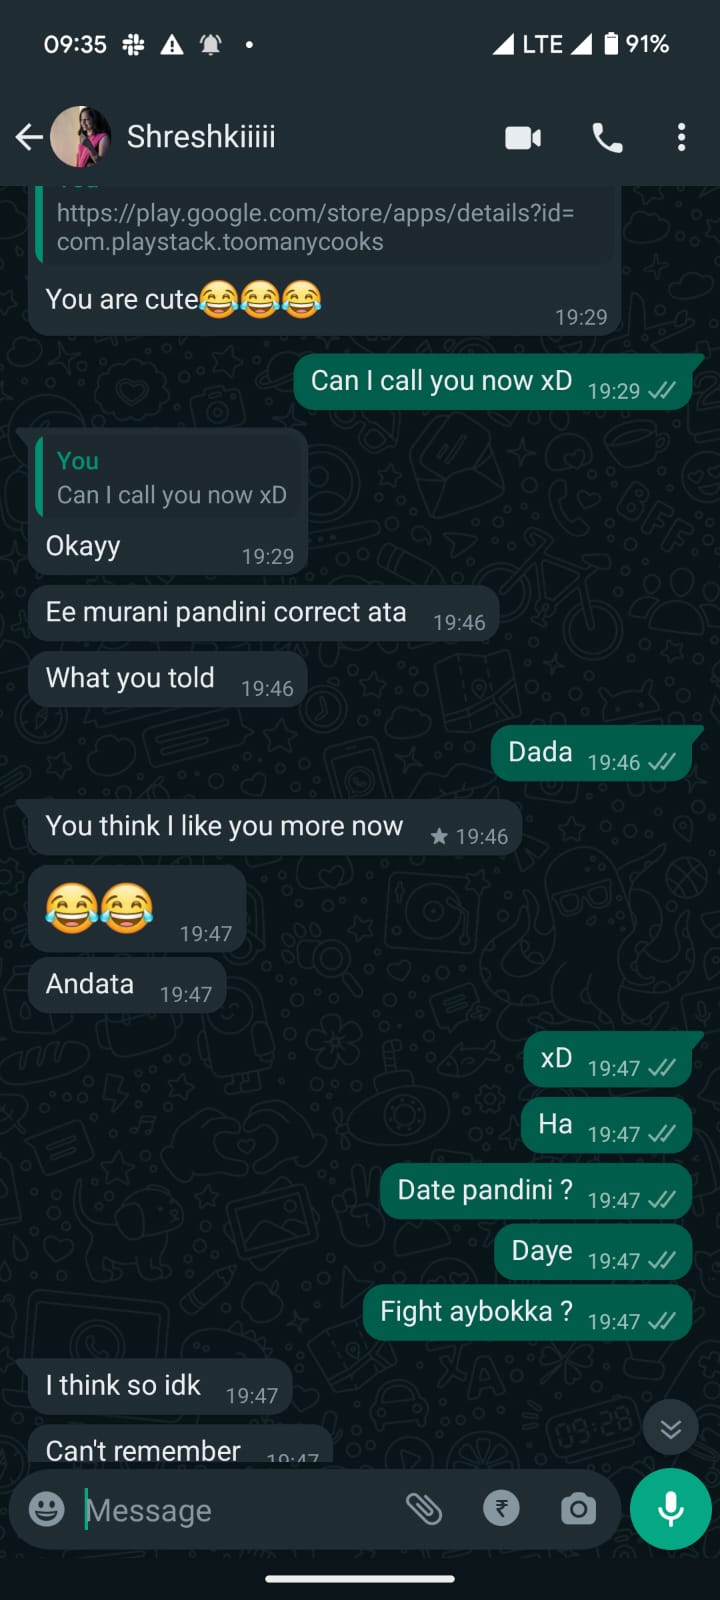 09:35 LTE 91%
Shreshkiiiii
https://play.google.com/store/apps/details?id=
com.playstack.toomanycooks
You are cute😂😂😂
19:29
Can I call you now xD 19:29
You
Can I call you now xD
Okayy 19:29
Ee murani pandini correct ata 19:46
What you told 19:46
Dada 19:46
You think I like you more now 19:46
😂😂 19:47
Andata 19:47
xD 19:47
Ha 19:47
Date pandini ? 19:47
Daye 19:47
Fight aybokka ? 19:47
I think so idk 19:47
Can't remember 19:47
Message